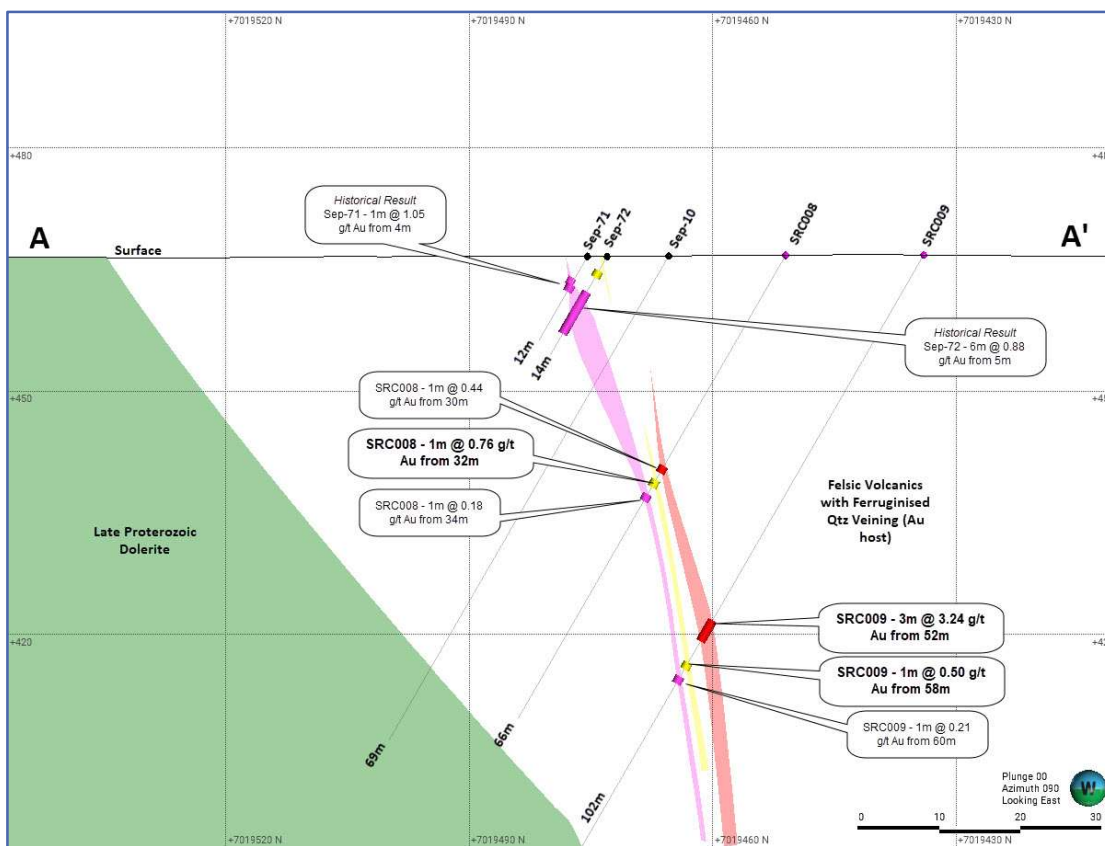 +7019520 N
+7019490 N
+7019460 N
+7019430 N
+480
Historical Result
Sep-71 - 1m @ 1.05
g/t Au from 4m
A
Surface
Sep-71
Sep-72
Sep-10
SRC008
SRC009
A'
12m
14m
Historical Result
Sep-72 - 6m @ 0.88
g/t Au from 5m
+450
SRC008 - 1m @ 0.44
g/t Au from 30m
SRC008 - 1m @ 0.76 g/t
Au from 32m
SRC008 - 1m @ 0.18
g/t Au from 34m
Felsic Volcanics
with Ferruginised
Qtz Veining (Au
host)
Late Proterozoic
Dolerite
+420
SRC009 - 3m @ 3.24 g/t
Au from 52m
SRC009 - 1m @ 0.50 g/t
Au from 58m
SRC009 - 1m @ 0.21
g/t Au from 60m
69m
66m
102m
Plunge 00
Azimuth 090
Looking East
W
0 10 20 30
+7019520 N
+7019490 N
+7019460 N
+7019430 N